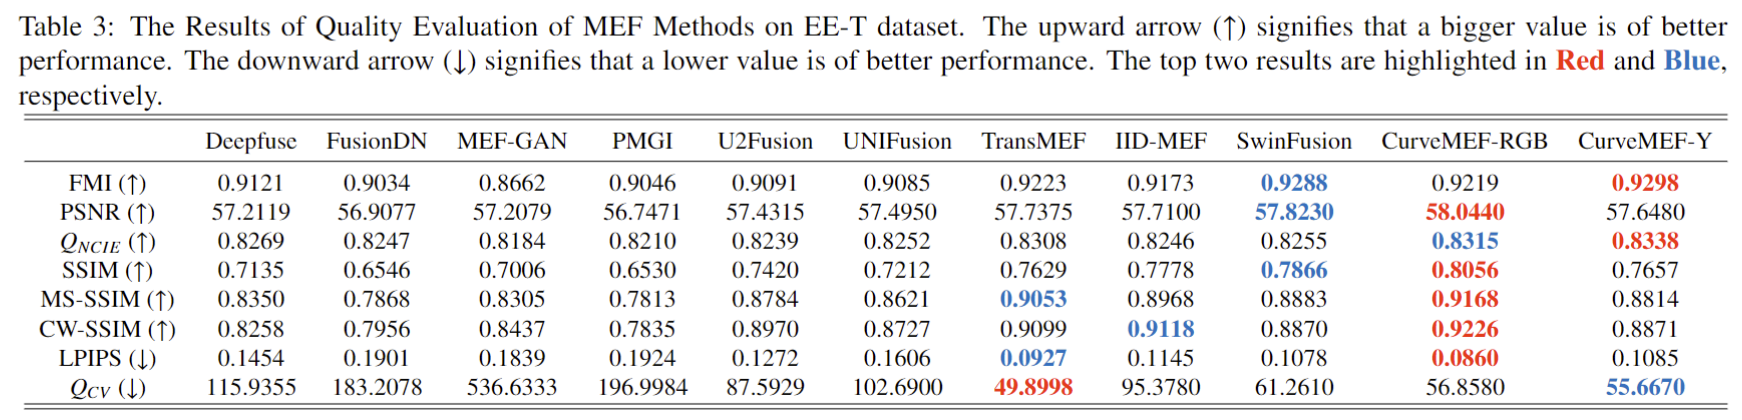 Table 3: The Results of Quality Evaluation of MEF Methods on EE-T dataset. The upward arrow (↑) signifies that a bigger value is of better
performance. The downward arrow (↓) signifies that a lower value is of better performance. The top two results are highlighted in Red and Blue,
respectively.
Deepfuse FusionDN MEF-GAN PMGI U2Fusion UNIFusion TransMEF IID-MEF SwinFusion CurveMEF-RGB CurveMEF-Y
FMI (↑) 0.9121 0.9034 0.8662 0.9046 0.9091 0.9085 0.9223 0.9173 0.9288 0.9219 0.9298
PSNR (↑) 57.2119 56.9077 57.2079 56.7471 57.4315 57.4950 57.7375 57.7100 57.8230 58.0440 57.6480
QNCIE (↑) 0.8269 0.8247 0.8184 0.8210 0.8239 0.8252 0.8308 0.8246 0.8255 0.8315 0.8338
SSIM (↑) 0.7135 0.6546 0.7006 0.6530 0.7420 0.7212 0.7629 0.7778 0.7866 0.8056 0.7657
MS-SSIM (↑) 0.8350 0.7868 0.8305 0.7813 0.8784 0.8621 0.9053 0.8968 0.8883 0.9168 0.8814
CW-SSIM (↑) 0.8258 0.7956 0.8437 0.7835 0.8970 0.8727 0.9099 0.9118 0.8870 0.9226 0.8871
LPIPS (↓) 0.1454 0.1901 0.1839 0.1924 0.1272 0.1606 0.0927 0.1145 0.1078 0.0860 0.1085
QCV (↓) 115.9355 183.2078 536.6333 196.9984 87.5929 102.6900 49.8998 95.3780 61.2610 56.8580 55.6670